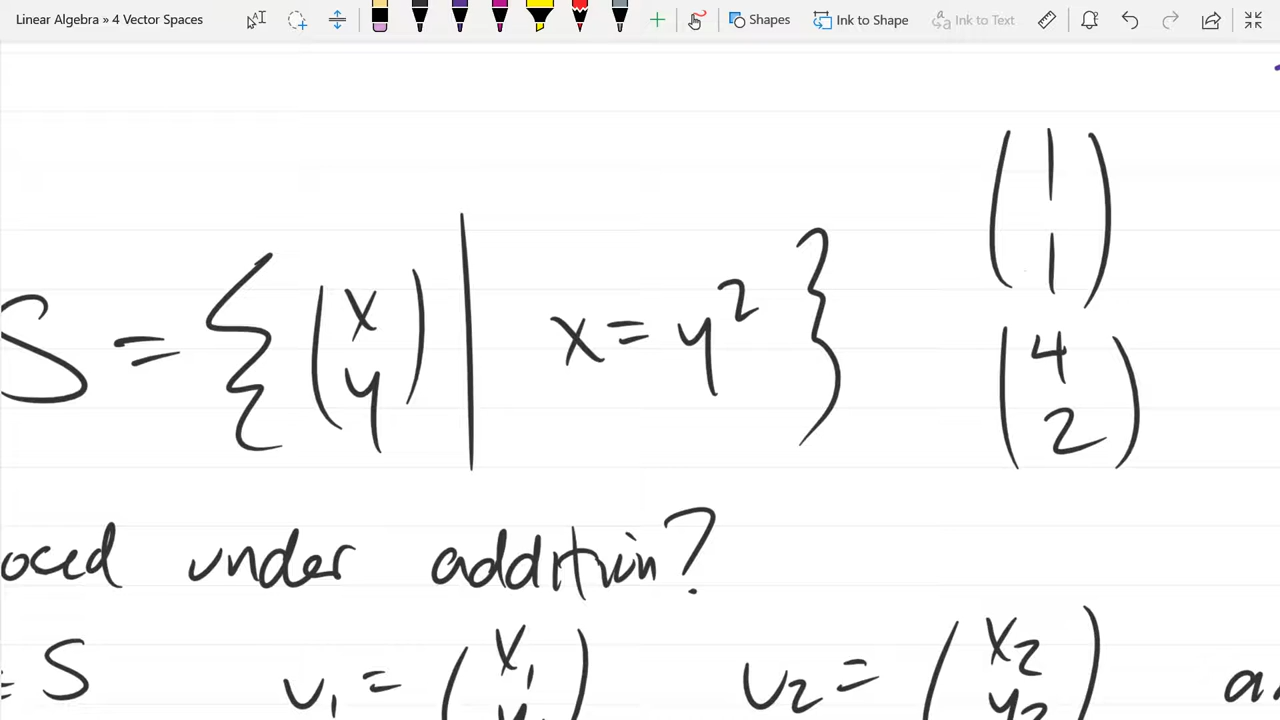 Linear Algebra » 4 Vector Spaces
Shapes
Ink to Shape
Ink to Text
S = { (x y) | x = y² }
(1 1)
(4 2)
under addition?
S v₁ = (x₁ v₂ = (x₂ y₂)